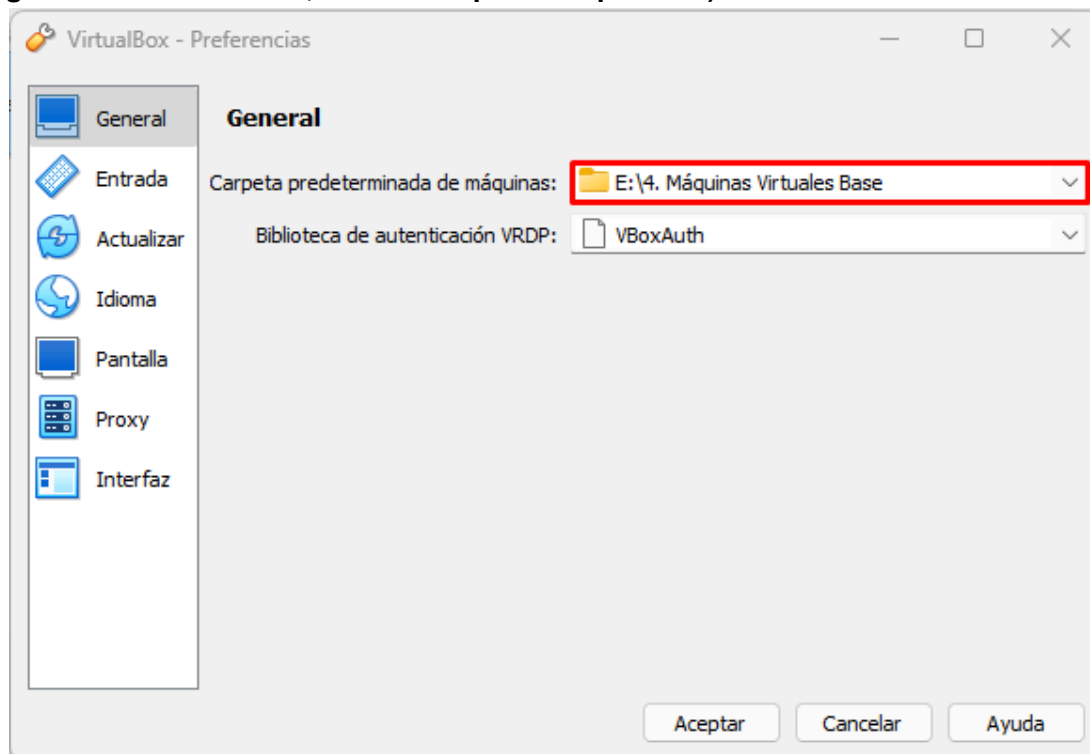 VirtualBox - Preferencias
General
General
Entrada
Carpeta predeterminada de máquinas: E:\4. Máquinas Virtuales Base
Actualizar
Biblioteca de autenticación VRDP: VBoxAuth
Idioma
Pantalla
Proxy
Interfaz
Aceptar
Cancelar
Ayuda